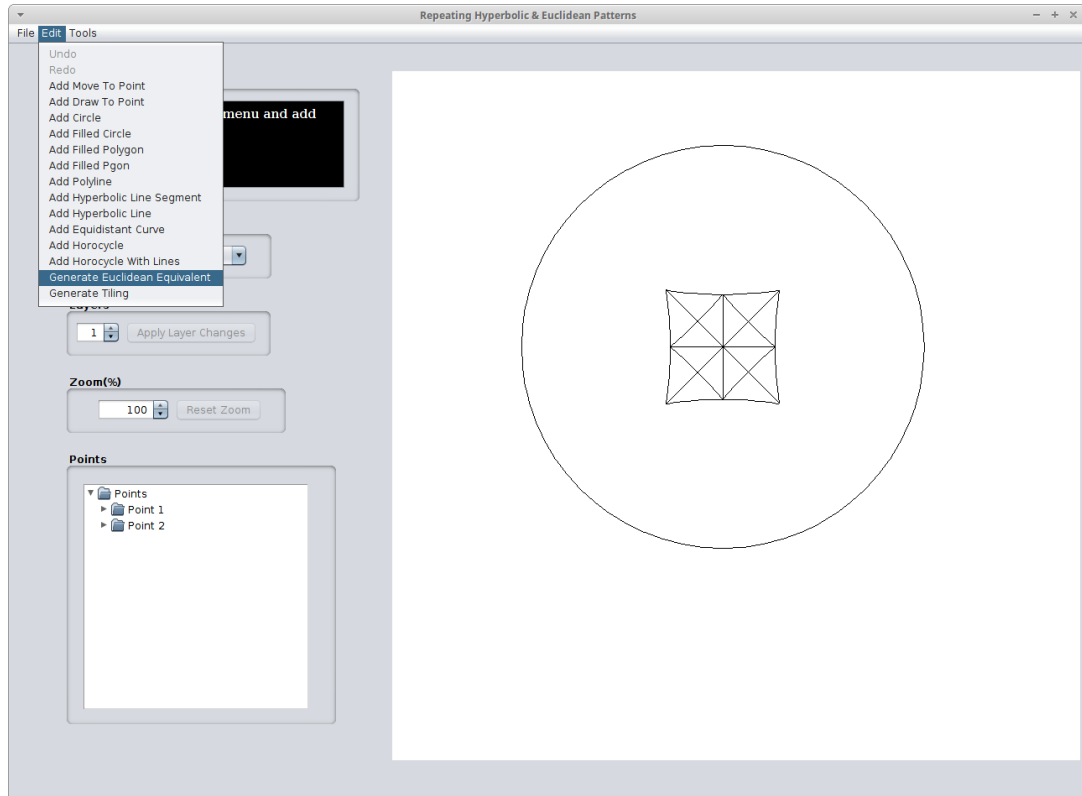 Repeating Hyperbolic & Euclidean Patterns
File Edit Tools
Undo
Redo
Add Move To Point
Add Draw To Point
Add Circle
Add Filled Circle
Add Filled Polygon
Add Filled Pgon
Add Polyline
Add Hyperbolic Line Segment
Add Hyperbolic Line
Add Equidistant Curve
Add Horocycle
Add Horocycle With Lines
Generate Euclidean Equivalent
Generate Tiling
menu and add
Layers
1 Apply Layer Changes
Zoom(%)
100 Reset Zoom
Points
Points
Point 1
Point 2